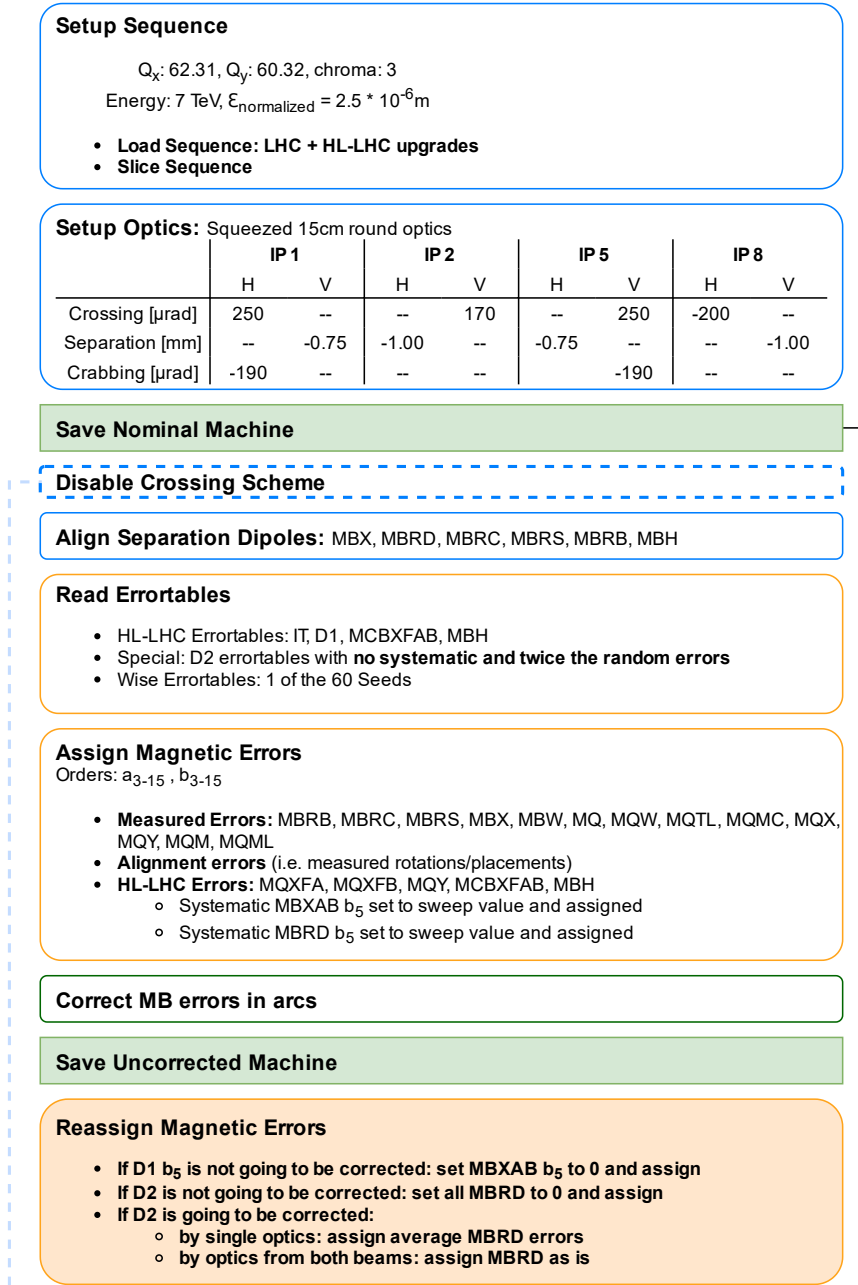 Setup Sequence
Qx: 62.31, Qy: 60.32, chroma: 3
Energy: 7 TeV, Ɛnormalized = 2.5 * 10-6m
• Load Sequence: LHC + HL-LHC upgrades
• Slice Sequence
Setup Optics: Squeezed 15cm round optics
IP 1 IP 2 IP 5 IP 8
H V H V H V H V
Crossing [μrad] 250 -- -- 170 -- 250 -200 --
Separation [mm] -- -0.75 -1.00 -- -0.75 -- -- -1.00
Crabbing [μrad] -190 -- -- -- -190 -- --
Save Nominal Machine
Disable Crossing Scheme
Align Separation Dipoles: MBX, MBRD, MBRC, MBRS, MBRB, MBH
Read Errortables
• HL-LHC Errortables: IT, D1, MCBXFAB, MBH
• Special: D2 errortables with no systematic and twice the random errors
• Wise Errortables: 1 of the 60 Seeds
Assign Magnetic Errors
Orders: a3-15 , b3-15
• Measured Errors: MBRB, MBRC, MBRS, MBX, MBW, MQ, MQW, MQTL, MQMC, MQX,
MQY, MQM, MQML
• Alignment errors (i.e. measured rotations/placements)
• HL-LHC Errors: MQXFA, MQXFB, MQY, MCBXFAB, MBH
∘ Systematic MBXAB b5 set to sweep value and assigned
∘ Systematic MBRD b5 set to sweep value and assigned
Correct MB errors in arcs
Save Uncorrected Machine
Reassign Magnetic Errors
• If D1 b5 is not going to be corrected: set MBXAB b5 to 0 and assign
• If D2 is not going to be corrected: set all MBRD to 0 and assign
• If D2 is going to be corrected:
∘ by single optics: assign average MBRD errors
∘ by optics from both beams: assign MBRD as is